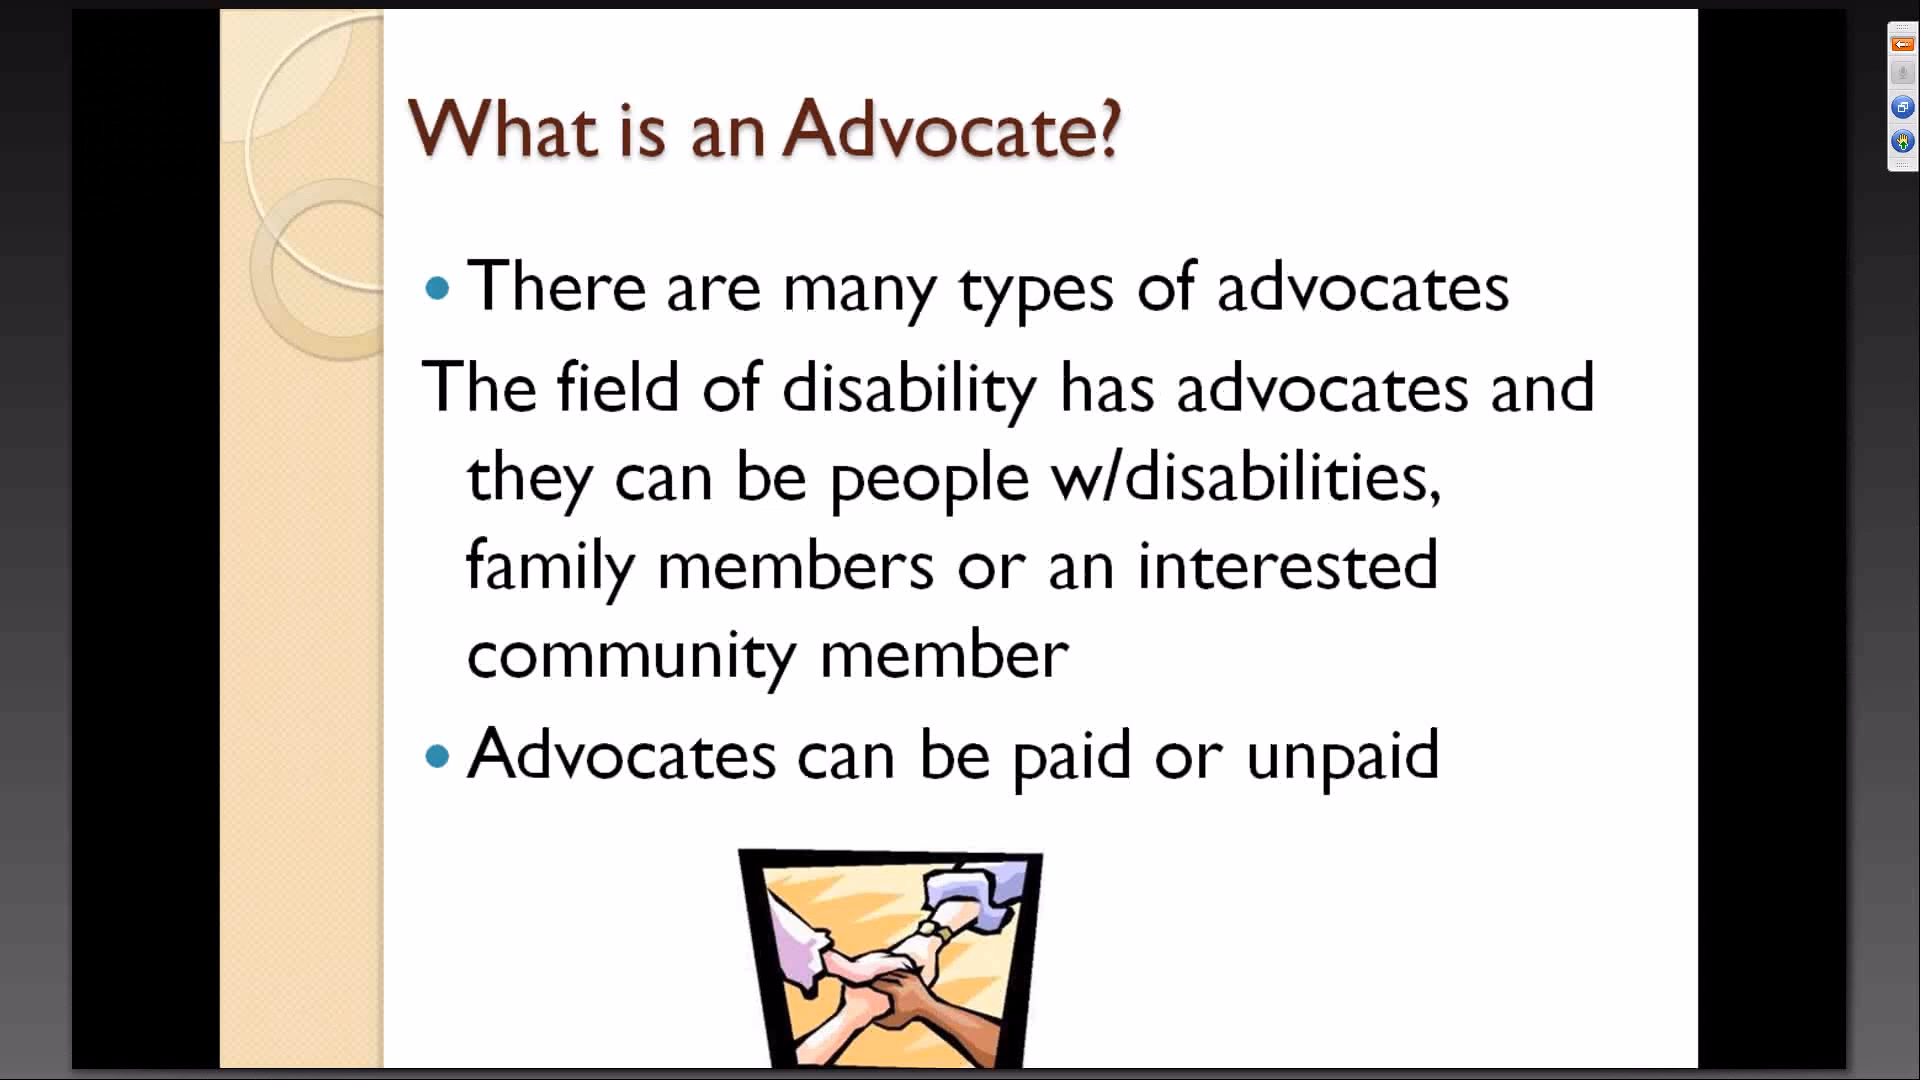 What is an Advocate?
• There are many types of advocates
The field of disability has advocates and
they can be people w/disabilities,
family members or an interested
community member
• Advocates can be paid or unpaid